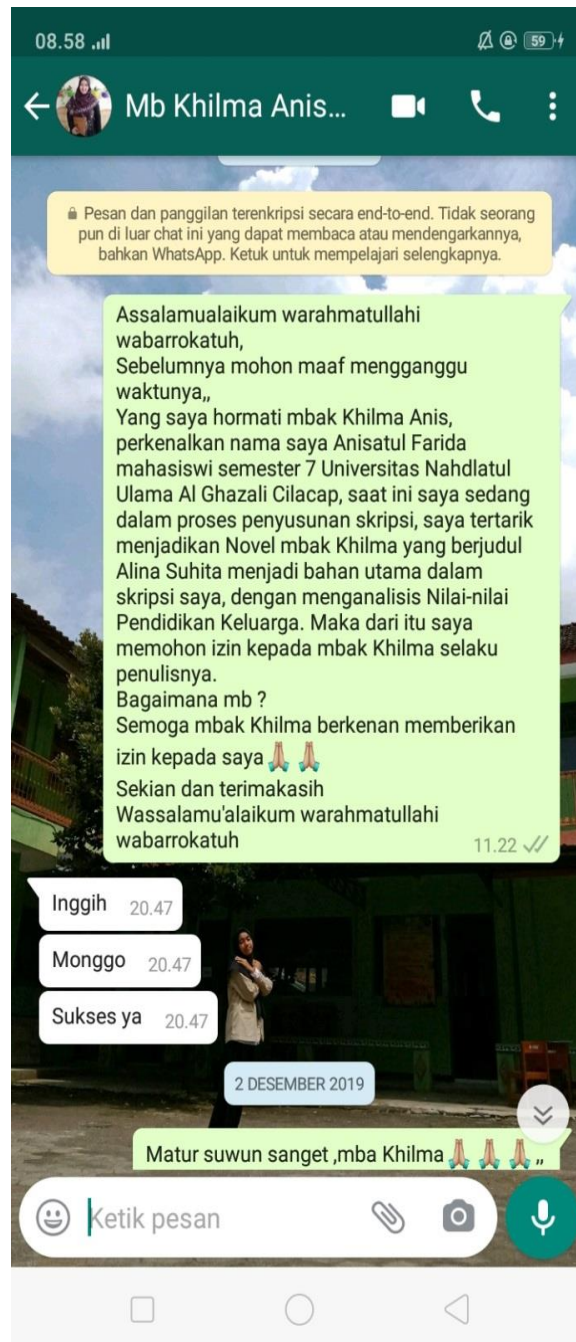 08.58
59
Mb Khilma Anis...
Pesan dan panggilan terenkripsi secara end-to-end. Tidak seorang
pun di luar chat ini yang dapat membaca atau mendengarkannya,
bahkan WhatsApp. Ketuk untuk mempelajari selengkapnya.
Assalamualaikum warahmatullahi
wabarrokatuh,
Sebelumnya mohon maaf mengganggu
waktunya,,
Yang saya hormati mbak Khilma Anis,
perkenalkan nama saya Anisatul Farida
mahasiswi semester 7 Universitas Nahdlatul
Ulama Al Ghazali Cilacap, saat ini saya sedang
dalam proses penyusunan skripsi, saya tertarik
menjadikan Novel mbak Khilma yang berjudul
Alina Suhita menjadi bahan utama dalam
skripsi saya, dengan menganalisis Nilai-nilai
Pendidikan Keluarga. Maka dari itu saya
memohon izin kepada mbak Khilma selaku
penulisnya.
Bagaimana mb ?
Semoga mbak Khilma berkenan memberikan
izin kepada saya🙏🏼 🙏🏼
Sekian dan terimakasih
Wassalamu'alaikum warahmatullahi
wabarrokatuh 11.22
Inggih 20.47
Monggo 20.47
Sukses ya 20.47
2 DESEMBER 2019
Matur suwun sanget ,mba Khilma🙏🏼 🙏🏼 🙏🏼,,
Ketik pesan